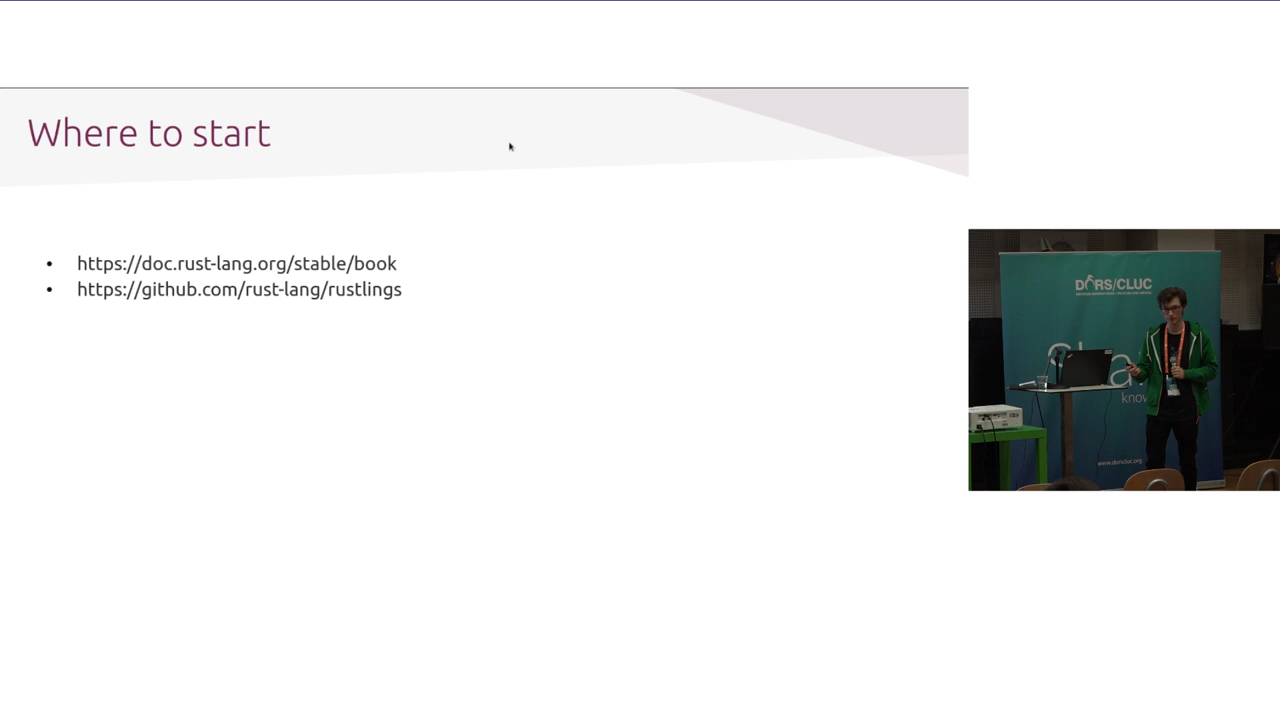 Where to start
https://doc.rust-lang.org/stable/book
https://github.com/rust-lang/rustlings
DORS/CLUC
know
www.dorscluc.org